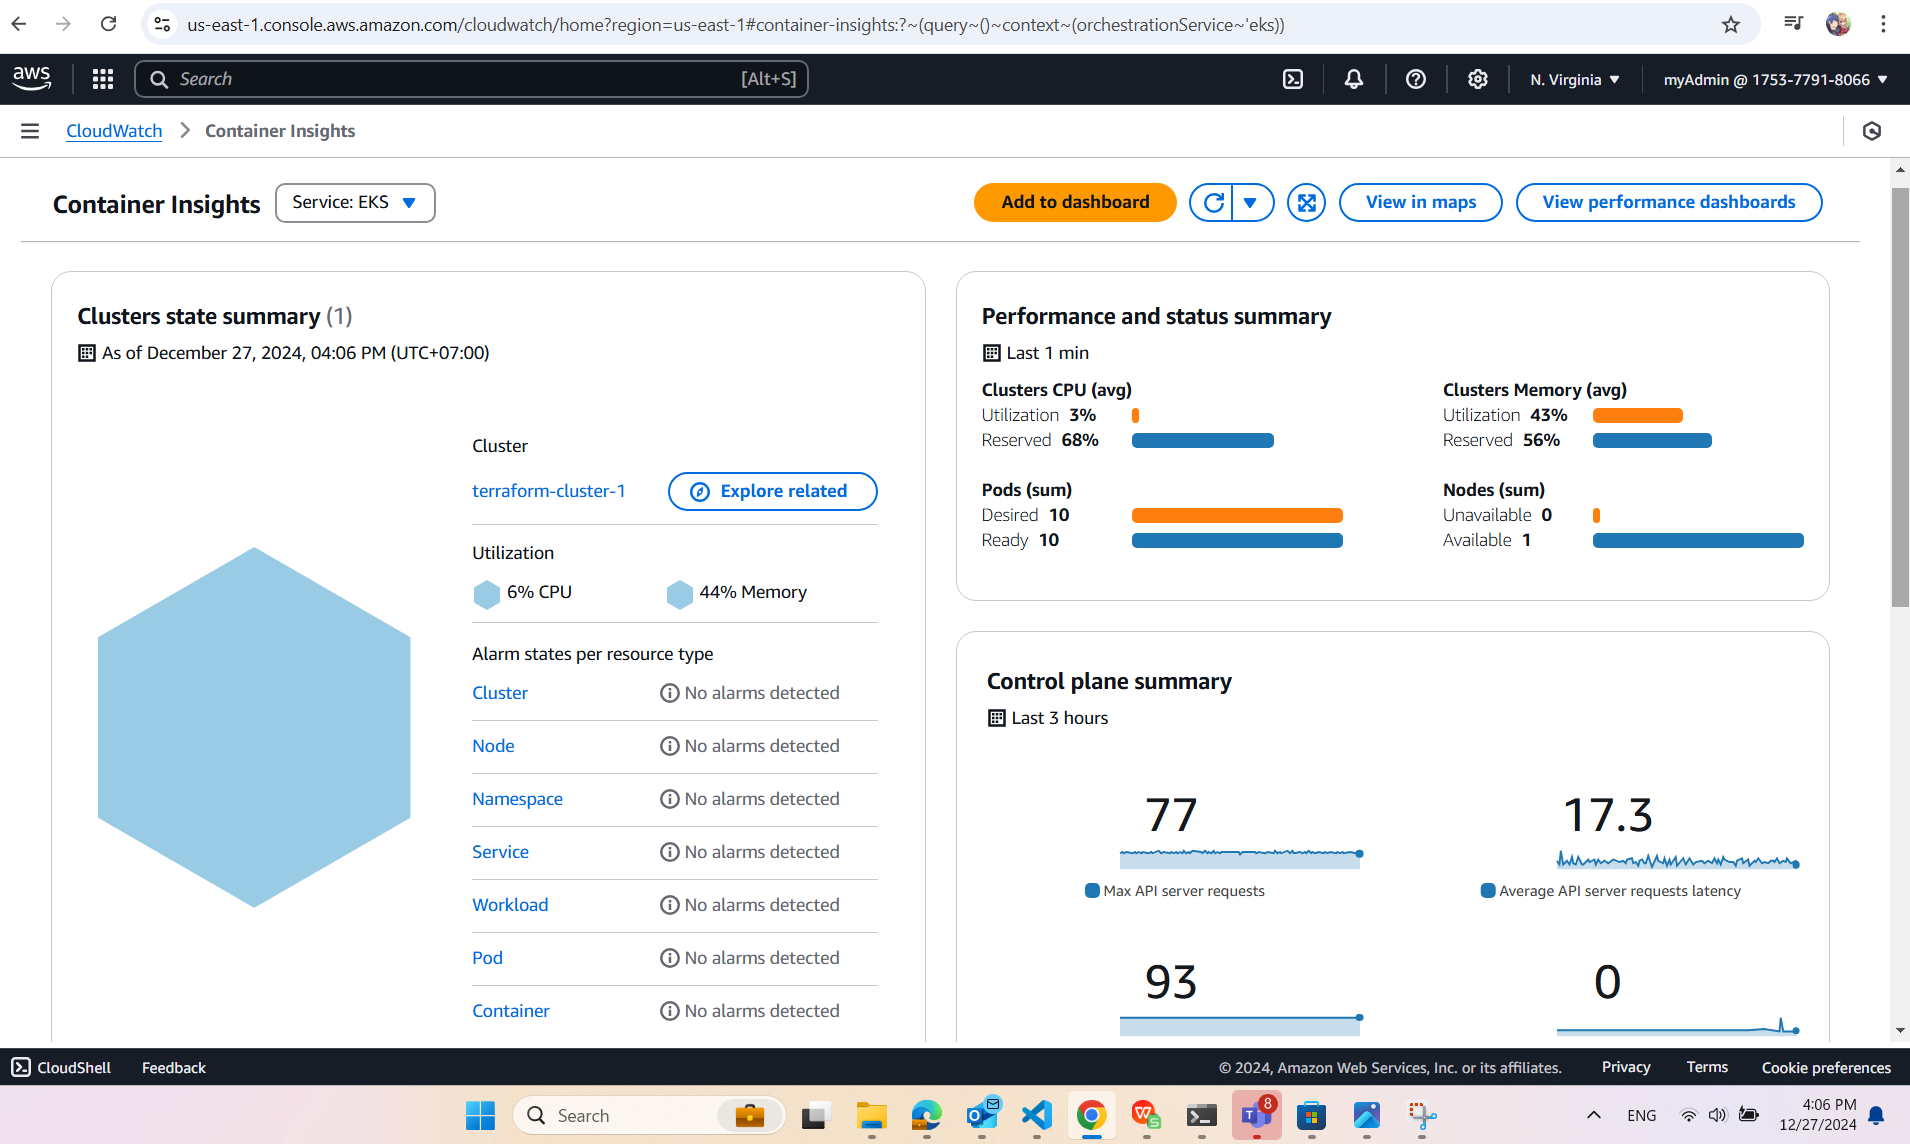 us-east-1.console.aws.amazon.com/cloudwatch/home?region=us-east-1#container-insights:?~(query~()~context~(orchestrationService~'eks))
aws
Search [Alt+S]
N. Virginia
myAdmin @ 1753-7791-8066
CloudWatch Container Insights
Container Insights
Service: EKS
Add to dashboard
View in maps
View performance dashboards
Clusters state summary (1)
As of December 27, 2024, 04:06 PM (UTC+07:00)
Cluster
terraform-cluster-1
Explore related
Utilization
6% CPU
44% Memory
Alarm states per resource type
Cluster No alarms detected
Node No alarms detected
Namespace No alarms detected
Service No alarms detected
Workload No alarms detected
Pod No alarms detected
Container No alarms detected
Performance and status summary
Last 1 min
Clusters CPU (avg)
Utilization 3%
Reserved 68%
Clusters Memory (avg)
Utilization 43%
Reserved 56%
Pods (sum)
Desired 10
Ready 10
Nodes (sum)
Unavailable 0
Available 1
Control plane summary
Last 3 hours
77
Max API server requests
17.3
Average API server requests latency
93
0
CloudShell
Feedback
© 2024, Amazon Web Services, Inc. or its affiliates.
Privacy
Terms
Cookie preferences
Search
8
ENG
4:06 PM
12/27/2024